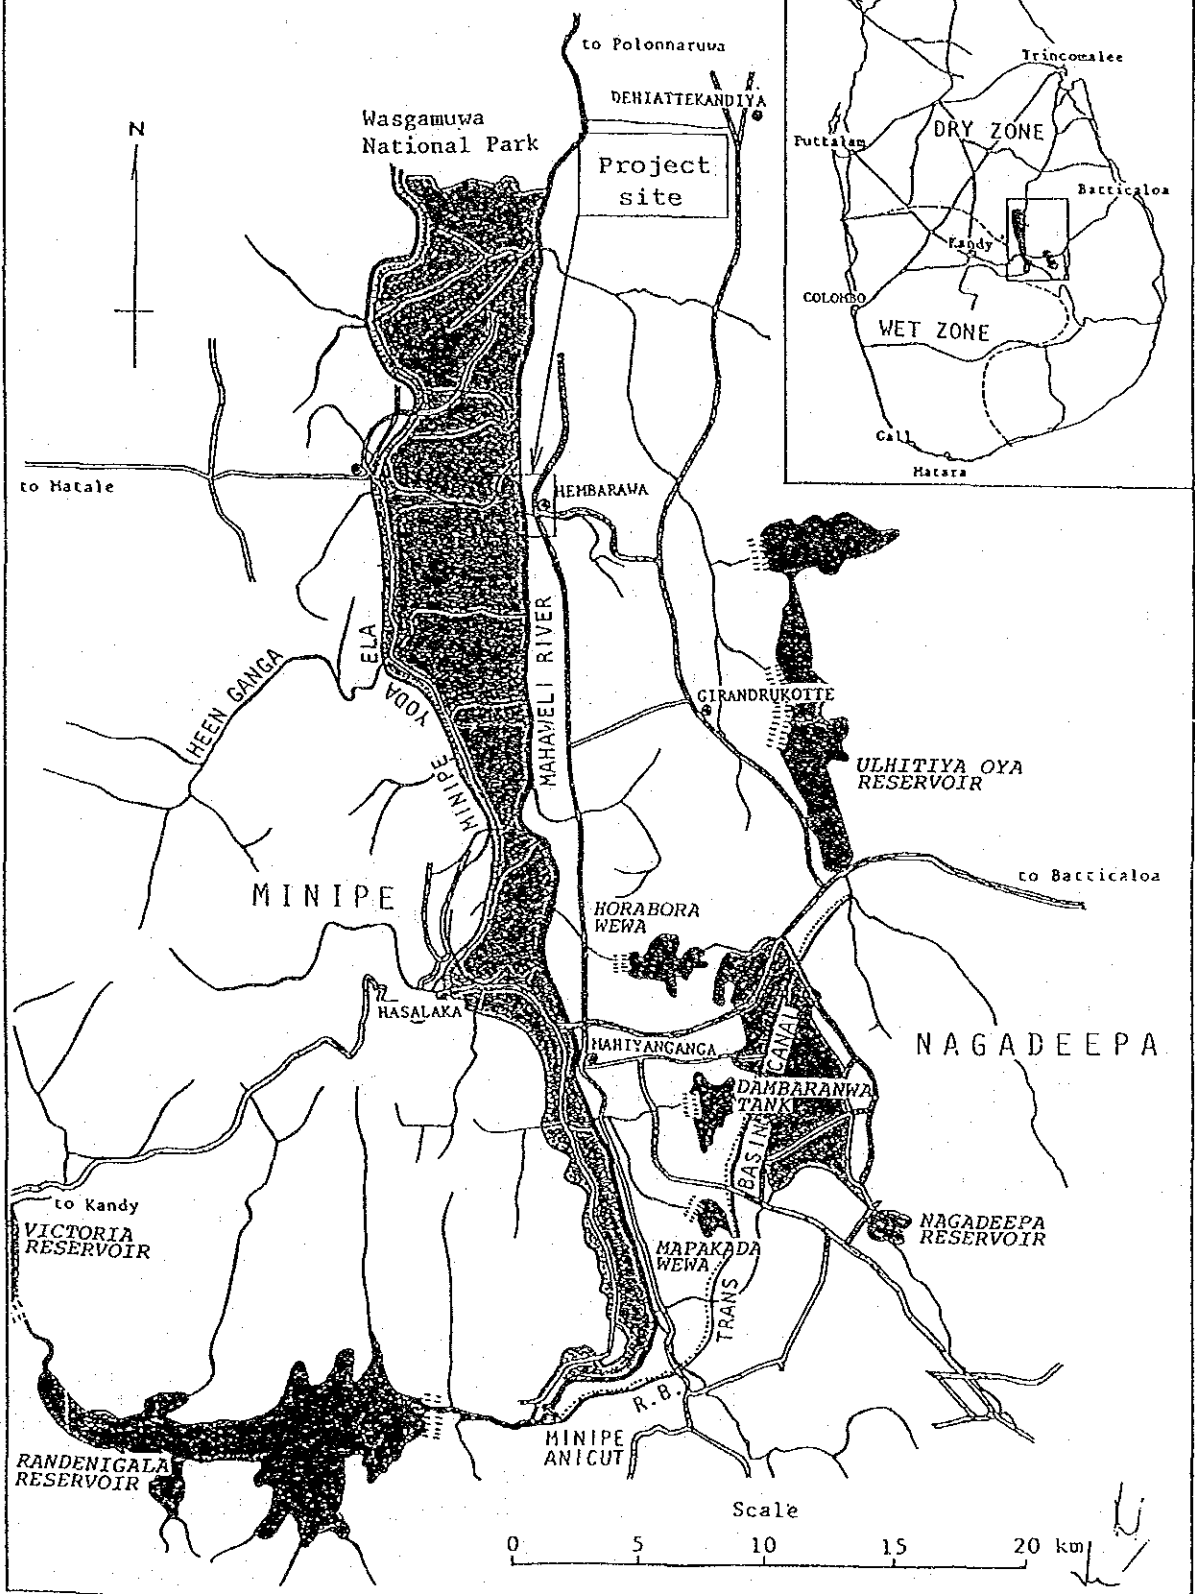 to Polonnaruwa
DEHIATTEKANDIYA
Wasgamuwa
National Park
N
Project
site
Trincomalee
DRY ZONE
Puttalam
Batticaloa
Kandy
COLOMBO
WET ZONE
Gall
Matara
to Matale
HEMBARAWA
MAHAWELI RIVER
ELA
YODA
MINIPE
HEEN GANGA
GIRANDRUKOTTE
ULHITIYA OYA
RESERVOIR
to Batticaloa
MINIPE
HORABORA
WEWA
HASALAKA
MAHIYANGANGA
NAGADEEPA
CANAL
BASIN
TRANS
R.B.
DAMBARANWA
TANK
to Kandy
VICTORIA
RESERVOIR
MAPAKADA
WEWA
NAGADEEPA
RESERVOIR
MINIPE
ANICUT
RANDENIGALA
RESERVOIR
Scale
0 5 10 15 20 km